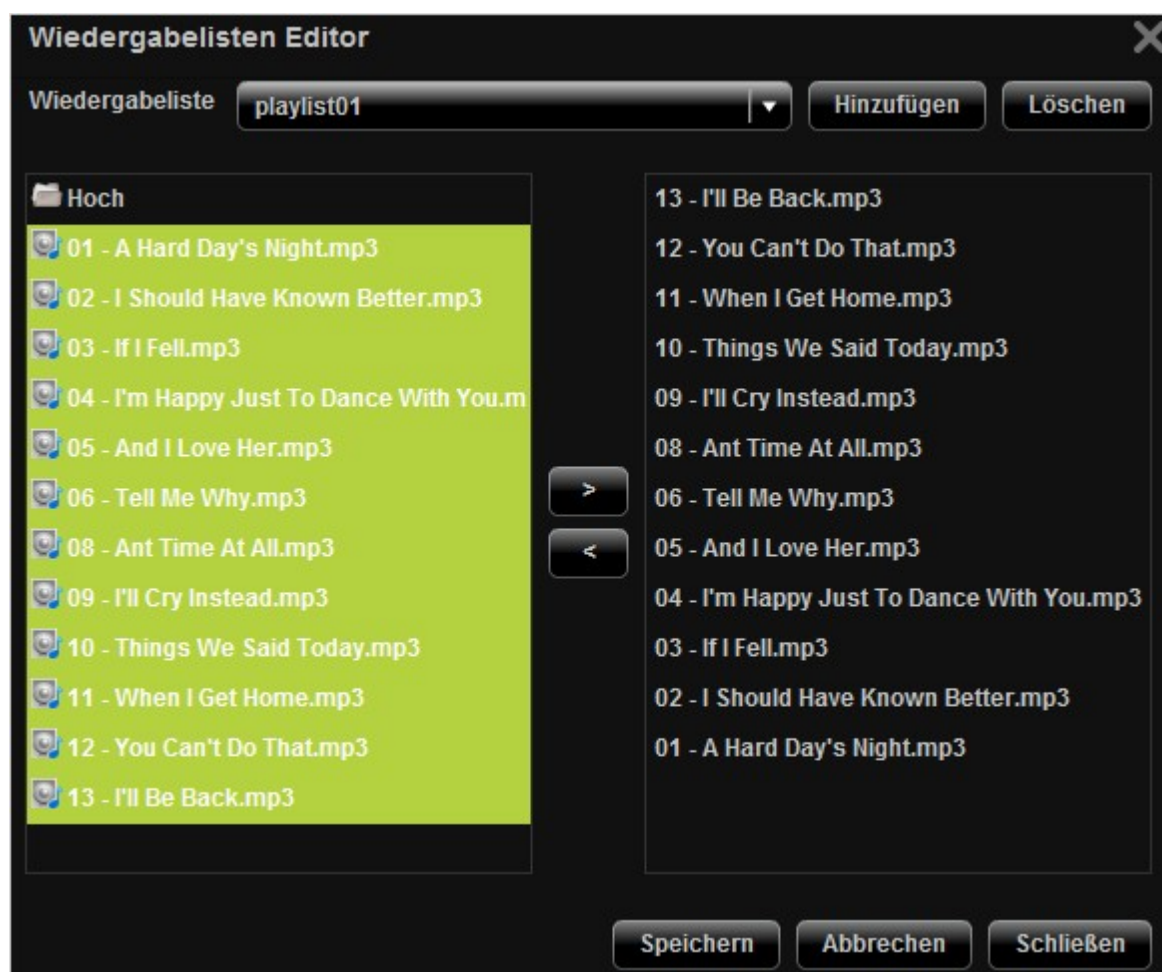 Wiedergabelisten Editor
Wiedergabeliste playlist01 Hinzufügen Löschen
Hoch
01 - A Hard Day's Night.mp3
02 - I Should Have Known Better.mp3
03 - If I Fell.mp3
04 - I'm Happy Just To Dance With You.m
05 - And I Love Her.mp3
06 - Tell Me Why.mp3
08 - Ant Time At All.mp3
09 - I'll Cry Instead.mp3
10 - Things We Said Today.mp3
11 - When I Get Home.mp3
12 - You Can't Do That.mp3
13 - I'll Be Back.mp3
>
<
13 - I'll Be Back.mp3
12 - You Can't Do That.mp3
11 - When I Get Home.mp3
10 - Things We Said Today.mp3
09 - I'll Cry Instead.mp3
08 - Ant Time At All.mp3
06 - Tell Me Why.mp3
05 - And I Love Her.mp3
04 - I'm Happy Just To Dance With You.mp3
03 - If I Fell.mp3
02 - I Should Have Known Better.mp3
01 - A Hard Day's Night.mp3
Speichern Abbrechen Schließen